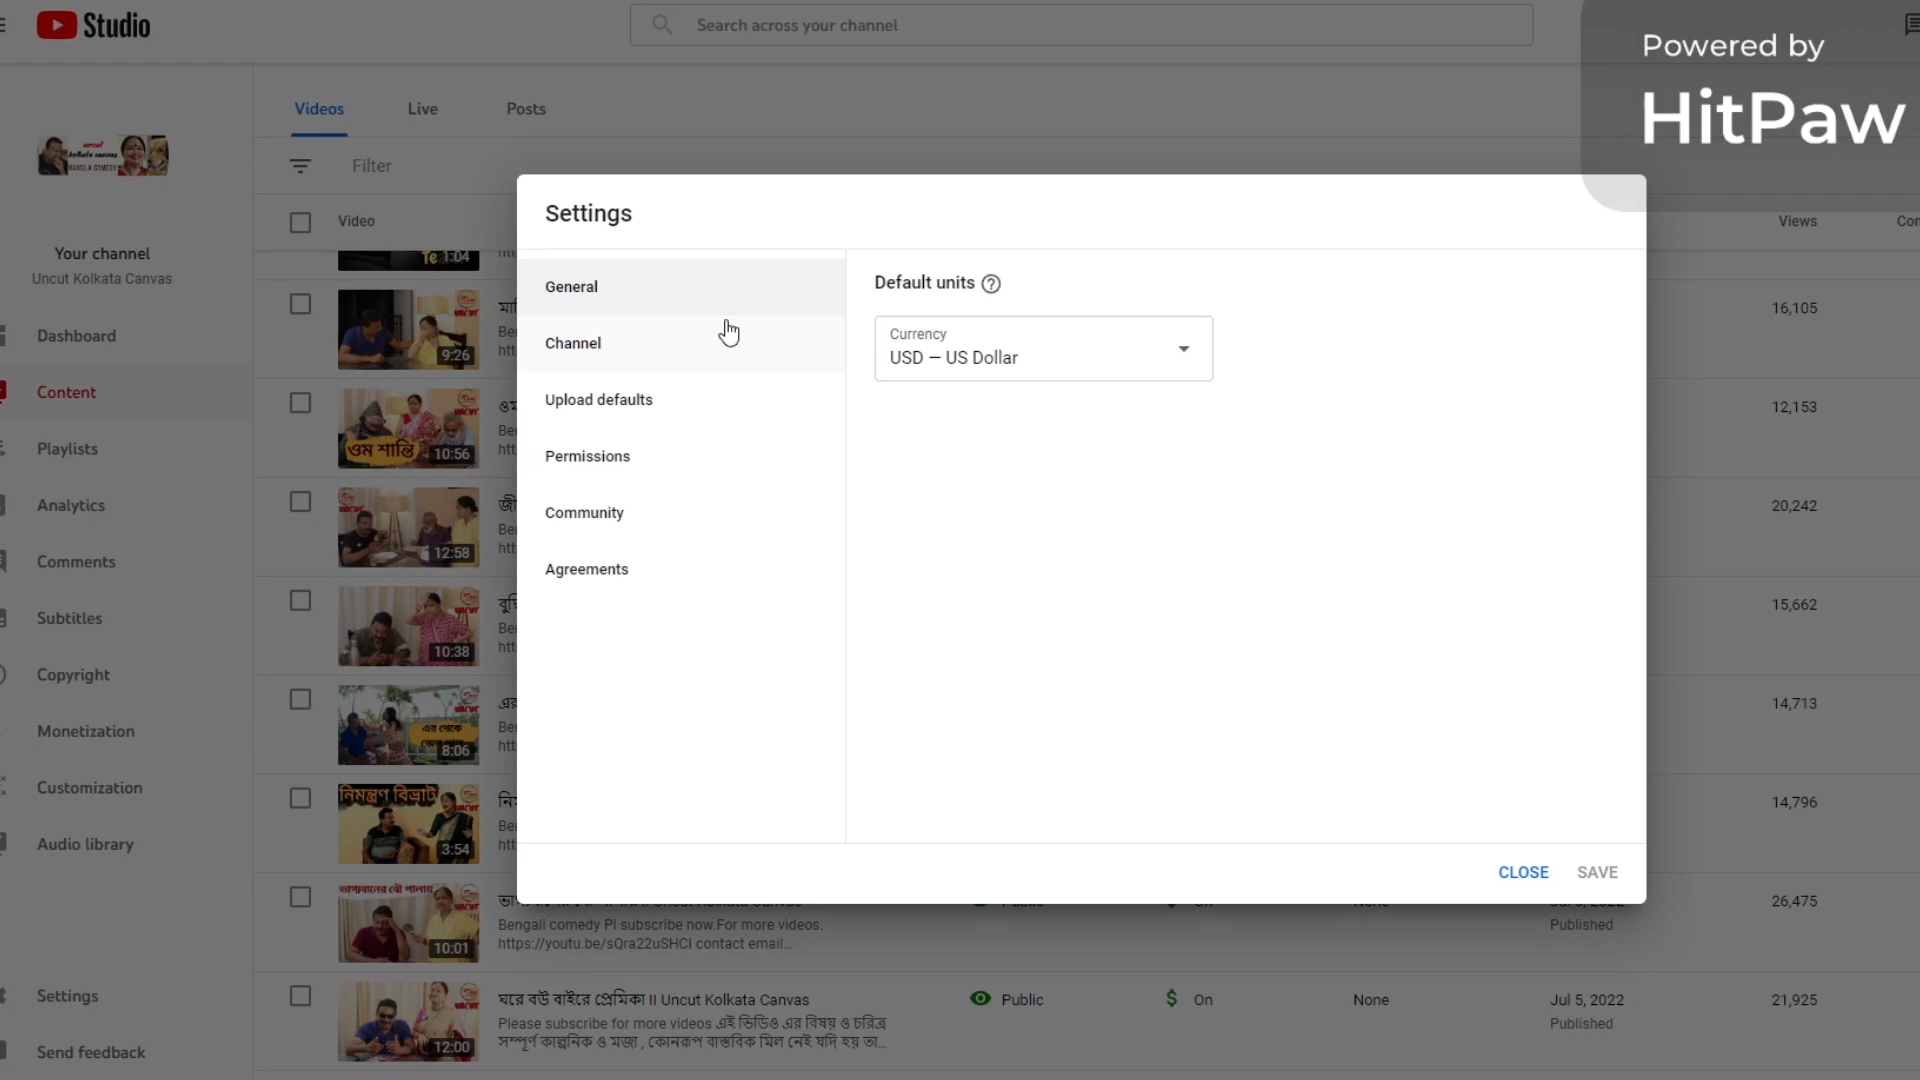 Studio
Search across your channel
Powered by
HitPaw
Videos
Live
Posts
Filter
Video
Views
Your channel
Uncut Kolkata Canvas
Dashboard
Content
Playlists
Analytics
Comments
Subtitles
Copyright
Monetization
Customization
Audio library
Settings
Send feedback
Settings
General
Channel
Upload defaults
Permissions
Community
Agreements
Default units
Currency
USD – US Dollar
CLOSE
SAVE
1:04
9:26
16,105
ওম শান্তি
10:56
12,153
12:58
20,242
10:38
15,662
8:06
14,713
নিমন্ত্রণ বিভ্রাট
3:54
14,796
ভাগ্যবানের বৌ পালায়
10:01
Bengali comedy Pl subscribe now.For more videos.
https://youtu.be/sQra22uSHCI contact email...
Published
26,475
12:00
ঘরে বউ বাইরে প্রেমিকা II Uncut Kolkata Canvas
Please subscribe for more videos এই ভিডিও এর বিষয় ও চরিত্র
সম্পূর্ণ কাল্পনিক ও মজা , কোনরূপ বাস্তবিক মিল নেই যদি হয় তা...
Public
On
None
Jul 5, 2022
Published
21,925